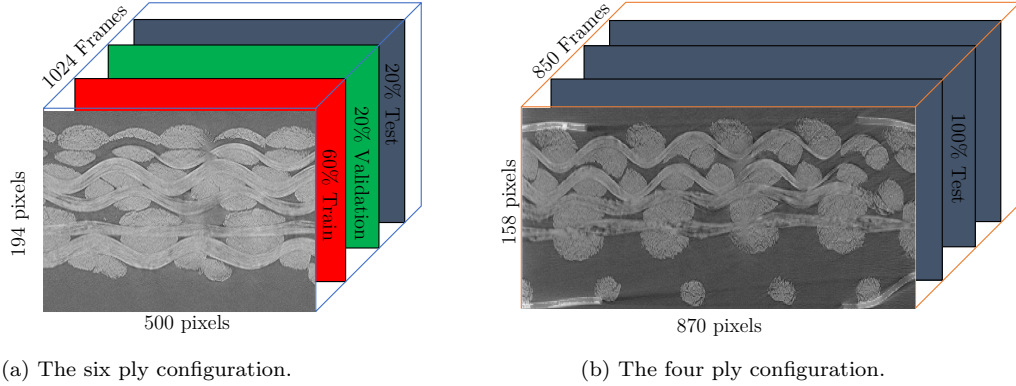 1024 Frames
20% Test
20% Validation
60% Train
194 pixels
500 pixels
(a) The six ply configuration.
850 Frames
100% Test
158 pixels
870 pixels
(b) The four ply configuration.